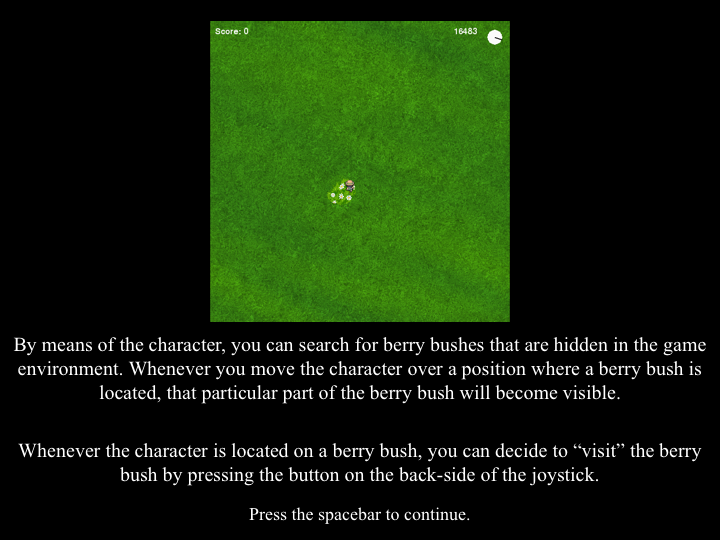 Score: 0 16483
By means of the character, you can search for berry bushes that are hidden in the game
environment. Whenever you move the character over a position where a berry bush is
located, that particular part of the berry bush will become visible.
Whenever the character is located on a berry bush, you can decide to “visit” the berry
bush by pressing the button on the back-side of the joystick.
Press the spacebar to continue.